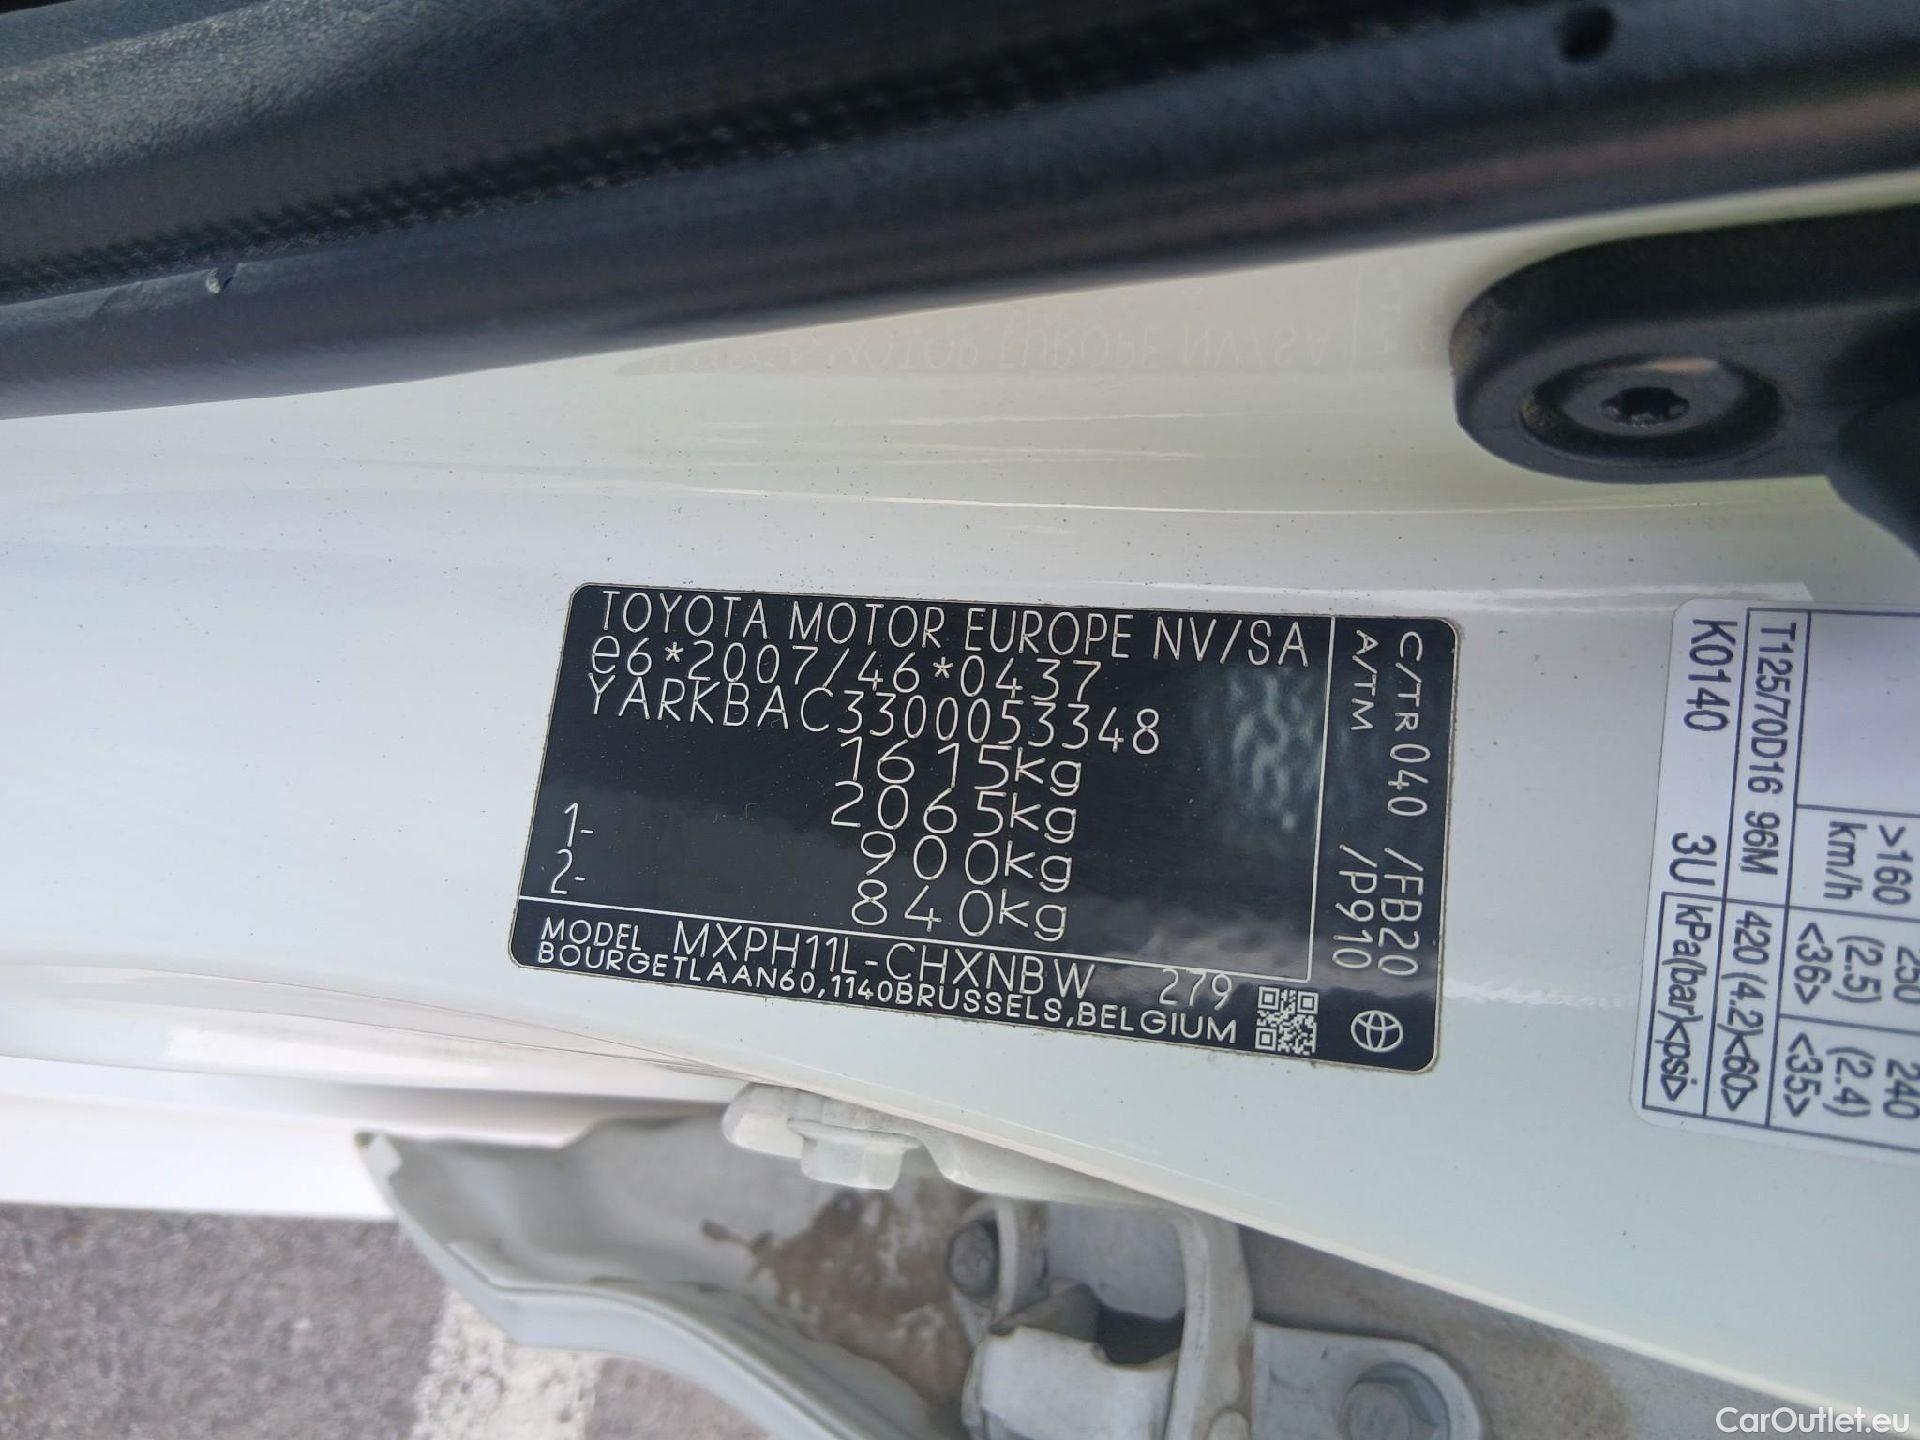 TOYOTA MOTOR EUROPE NV/SA
e6*2007/46*0437
YARKBAC3300053348
1615kg
2065kg
1- 900kg
2- 840kg
MODEL MXPH11L-CHXNBW 279
BOURGETLAAN60,1140BRUSSELS,BELGIUM
C/TR040 /FB20
A/TM /P910
>160 km/h
250 (2.5) <36>
240 (2.4) <35>
T125/70D16 96M 420 (4.2)<60>
K0140 3U kPa(bar)<psi>
CarOutlet.eu